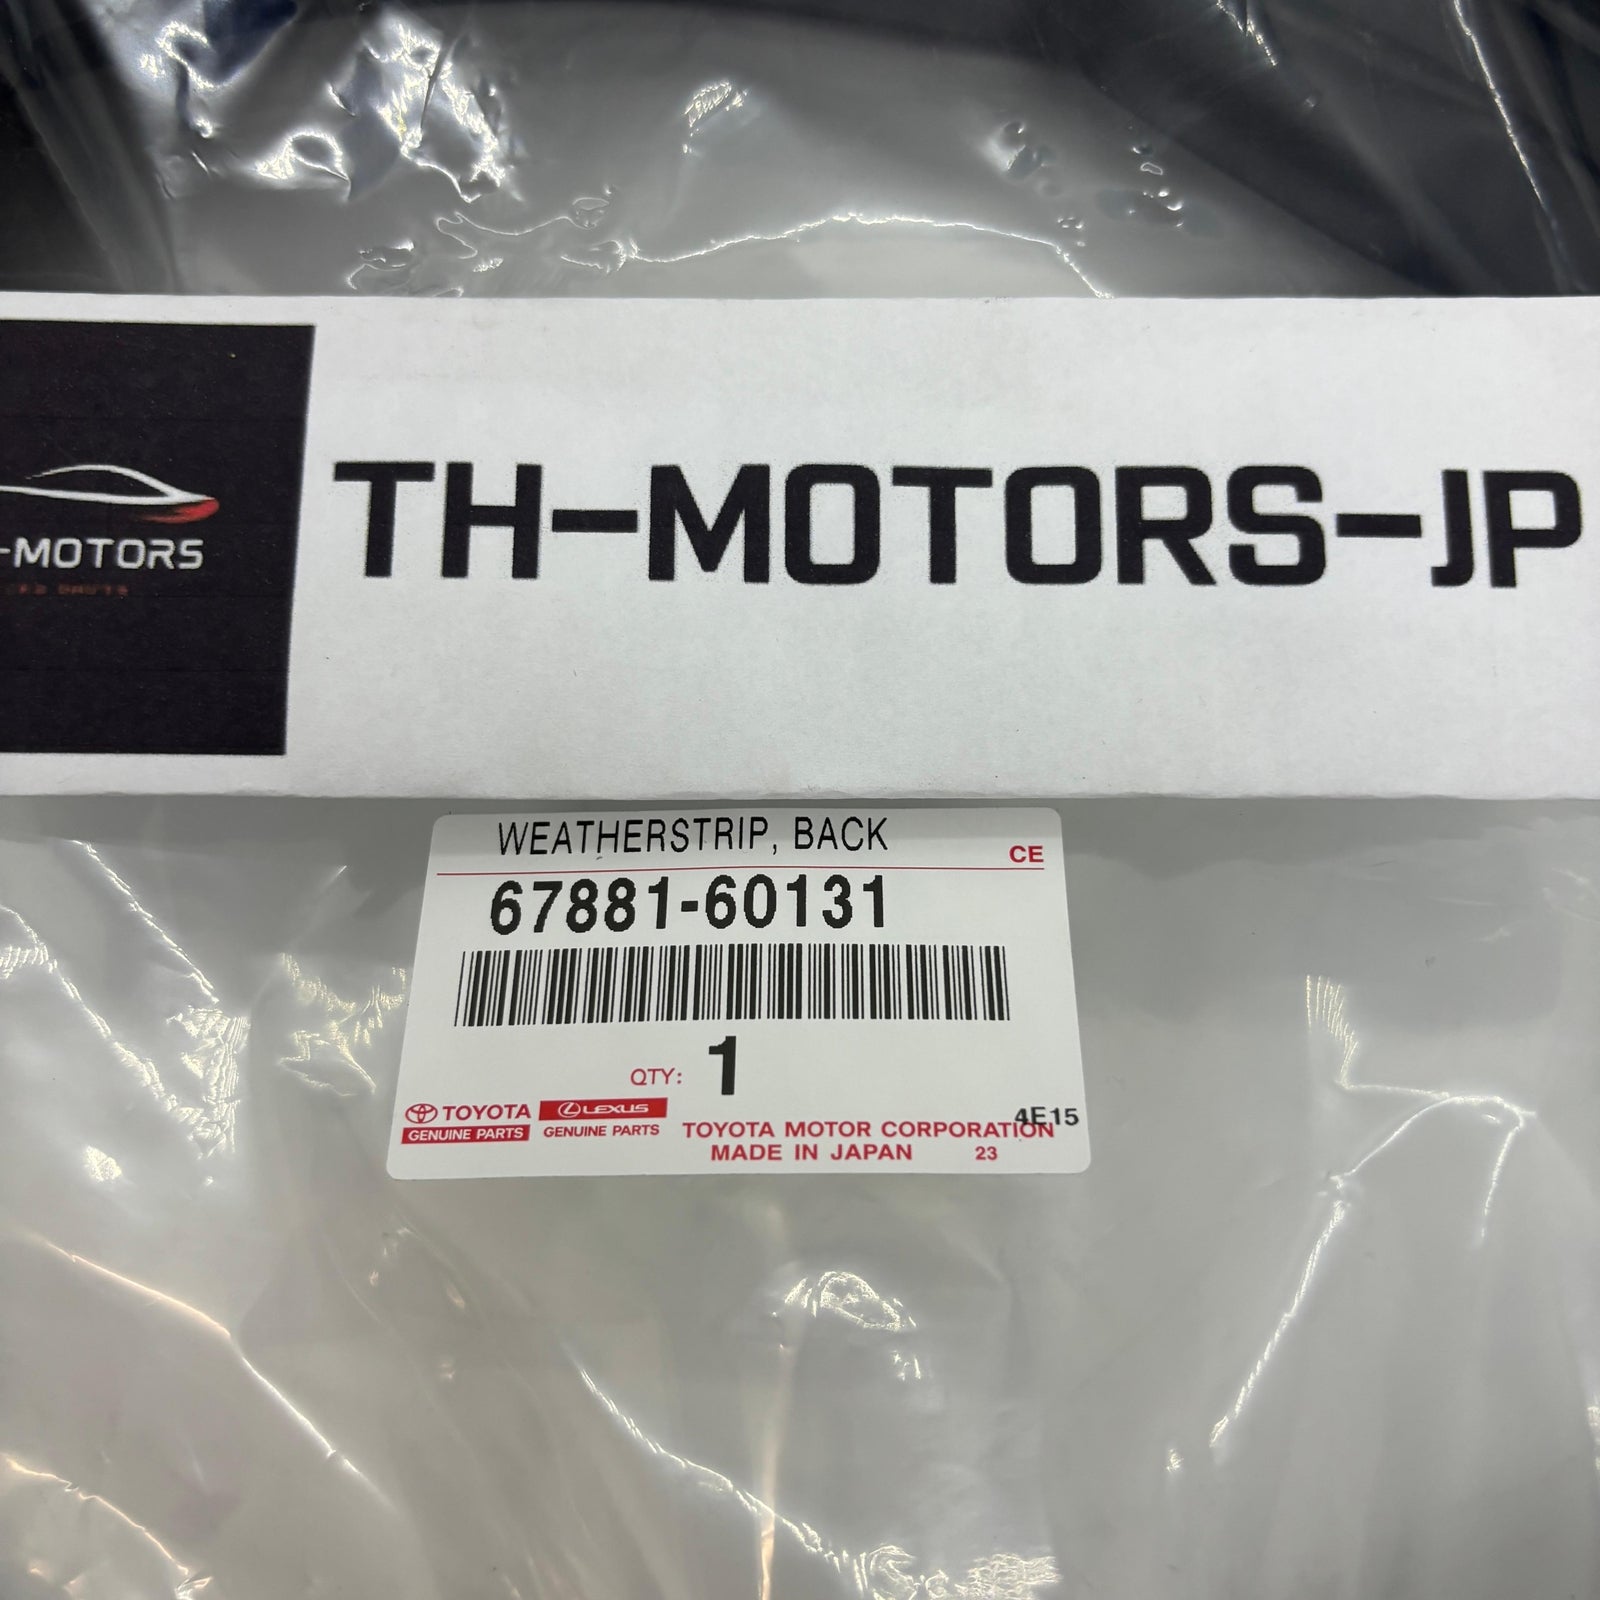 -MOTORS
TH-MOTORS-JP
WEATHERSTRIP, BACK
CE
67881-60131
1
QTY:
TOYOTA
GENUINE PARTS
LEXUS
GENUINE PARTS
4E15
TOYOTA MOTOR CORPORATION
MADE IN JAPAN 23